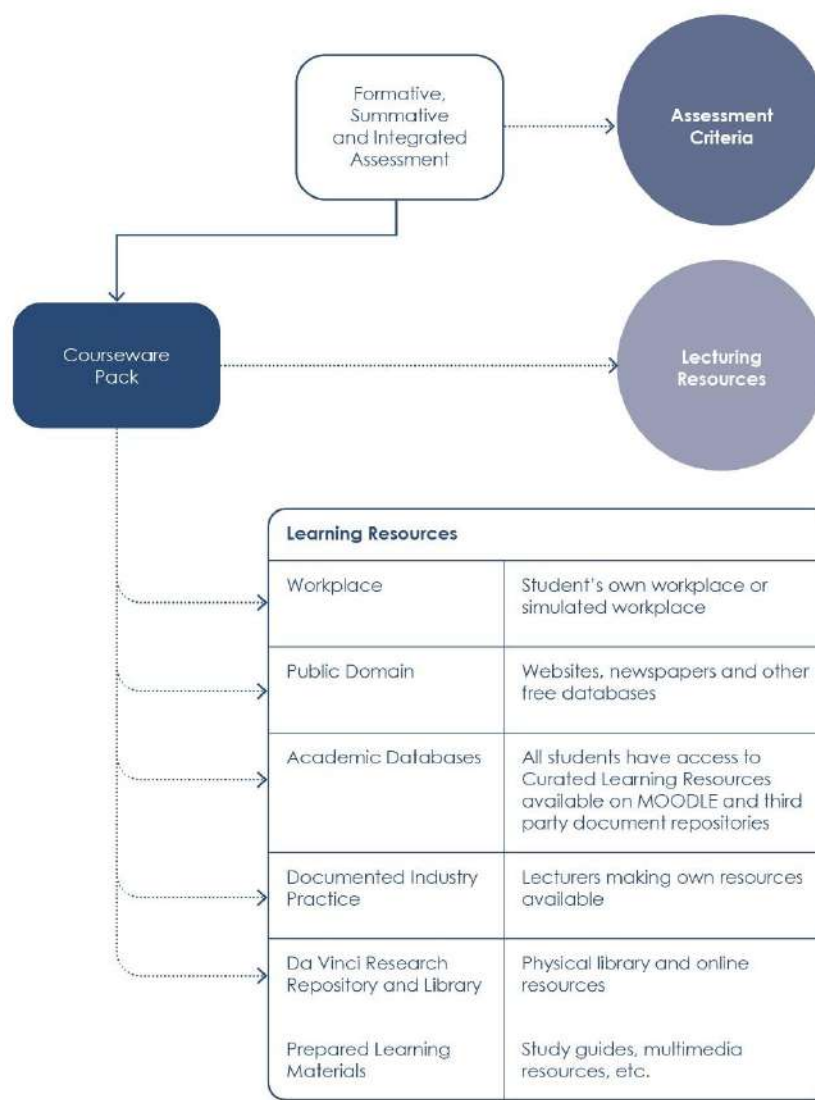 Formative,
Summative
and Integrated
Assessment
Assessment
Criteria
Courseware
Pack
Lecturing
Resources
Learning Resources
Workplace
Student's own workplace or
simulated workplace
Public Domain
Websites, newspapers and other
free databases
Academic Databases
All students have access to
Curated Learning Resources
available on MOODLE and third
party document repositories
Documented Industry
Practice
Lecturers making own resources
available
Da Vinci Research
Repository and Library
Physical library and online
resources
Prepared Learning
Materials
Study guides, multimedia
resources, etc.